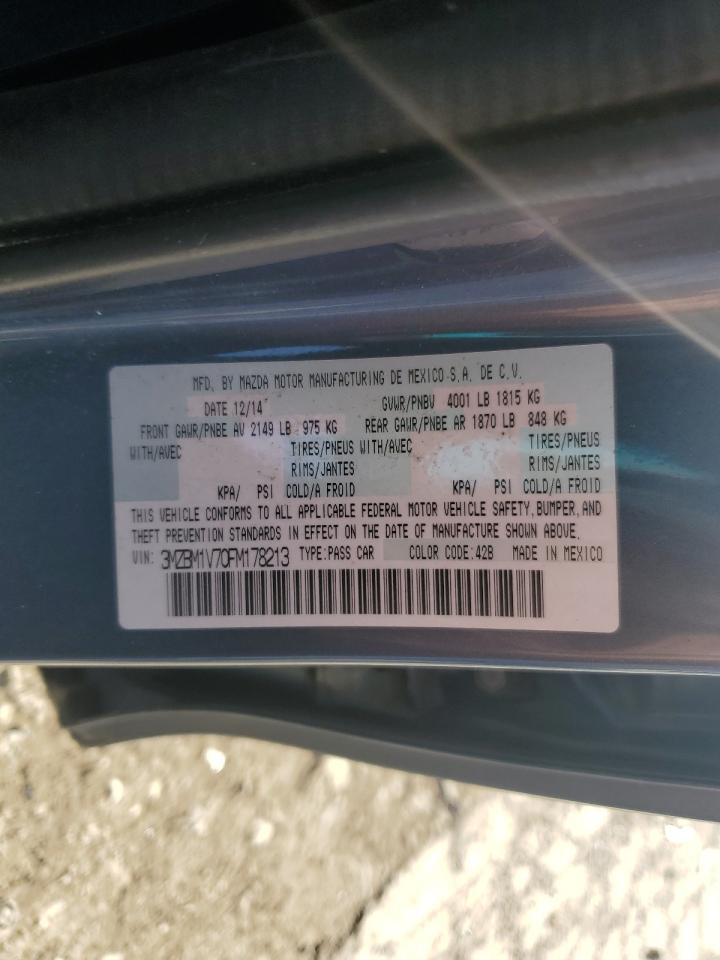 MFD. BY MAZDA MOTOR MANUFACTURING DE MEXICO S.A. DE C.V.
DATE 12/14 GVWR/PNBV 4001 LB 1815 KG
FRONT GAWR/PNBE AV 2149 LB 975 KG REAR GAWR/PNBE AR 1870 LB 848 KG
WITH/AVEC TIRES/PNEUS WITH/AVEC TIRES/PNEUS
RIMS/JANTES RIMS/JANTES
KPA/ PSI COLD/A FROID KPA/ PSI COLD/A FROID
THIS VEHICLE CONFORMS TO ALL APPLICABLE FEDERAL MOTOR VEHICLE SAFETY, BUMPER, AND
THEFT PREVENTION STANDARDS IN EFFECT ON THE DATE OF MANUFACTURE SHOWN ABOVE.
VIN: 3MZBM1V70FM178213 TYPE:PASS CAR COLOR CODE:42B MADE IN MEXICO